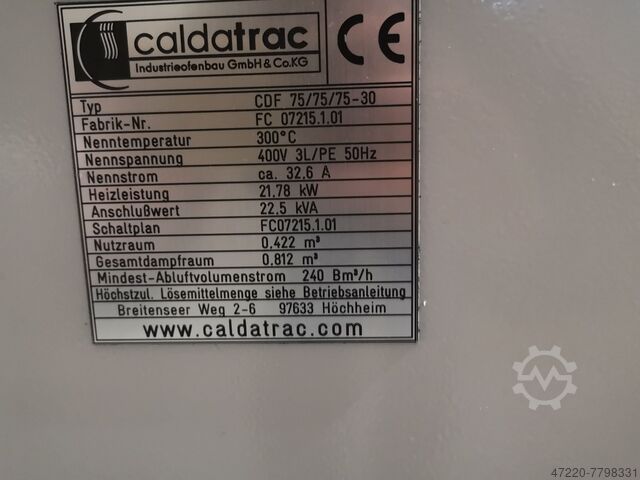 caldatrac
Industrieofenbau GmbH & Co.KG
CE
Typ CDF 75/75/75-30
Fabrik-Nr. FC 07215.1.01
Nenntemperatur 300°C
Nennspannung 400V 3L/PE 50Hz
Nennstrom ca. 32,6 A
Heizleistung 21,78 kW
Anschlußwert 22,5 kVA
Schaltplan FC07215.1.01
Nutzraum 0,422 m³
Gesamtdampfraum 0,812 m³
Mindest-Abluftvolumenstrom 240 Bm³/h
Höchstzul. Lösemittelmenge siehe Betriebsanleitung
Breitenseer Weg 2-6 97633 Höchheim
www.caldatrac.com
47220-7798331